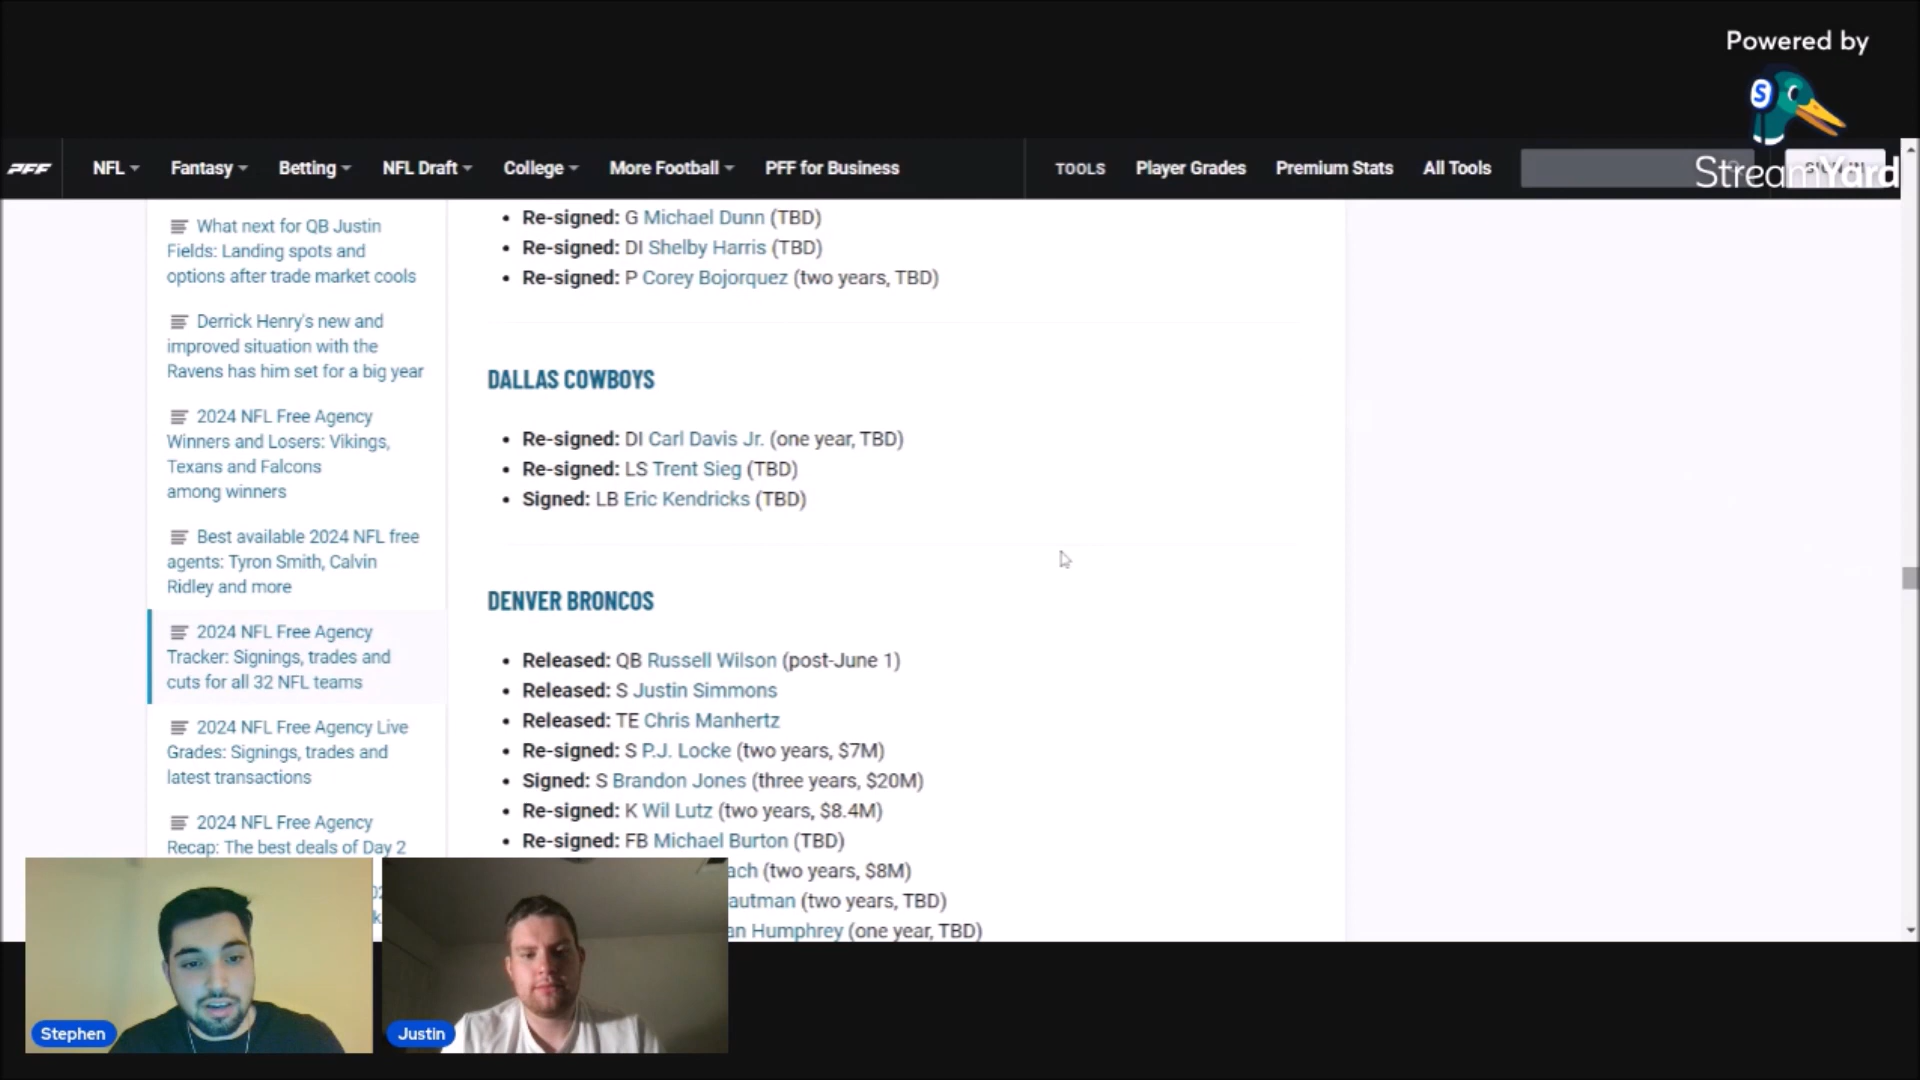 Powered by
StreamYard
PFF
NFL
Fantasy
Betting
NFL Draft
College
More Football
PFF for Business
TOOLS
Player Grades
Premium Stats
All Tools
What next for QB Justin
Fields: Landing spots and
options after trade market cools
Derrick Henry's new and
improved situation with the
Ravens has him set for a big year
2024 NFL Free Agency
Winners and Losers: Vikings,
Texans and Falcons
among winners
Best available 2024 NFL free
agents: Tyron Smith, Calvin
Ridley and more
2024 NFL Free Agency
Tracker: Signings, trades and
cuts for all 32 NFL teams
2024 NFL Free Agency Live
Grades: Signings, trades and
latest transactions
2024 NFL Free Agency
Recap: The best deals of Day 2
• Re-signed: G Michael Dunn (TBD)
• Re-signed: DI Shelby Harris (TBD)
• Re-signed: P Corey Bojorquez (two years, TBD)
DALLAS COWBOYS
• Re-signed: DI Carl Davis Jr. (one year, TBD)
• Re-signed: LS Trent Sieg (TBD)
• Signed: LB Eric Kendricks (TBD)
DENVER BRONCOS
• Released: QB Russell Wilson (post-June 1)
• Released: S Justin Simmons
• Released: TE Chris Manhertz
• Re-signed: S P.J. Locke (two years, $7M)
• Signed: S Brandon Jones (three years, $20M)
• Re-signed: K Wil Lutz (two years, $8.4M)
• Re-signed: FB Michael Burton (TBD)
ach (two years, $8M)
autman (two years, TBD)
an Humphrey (one year, TBD)
Stephen
Justin